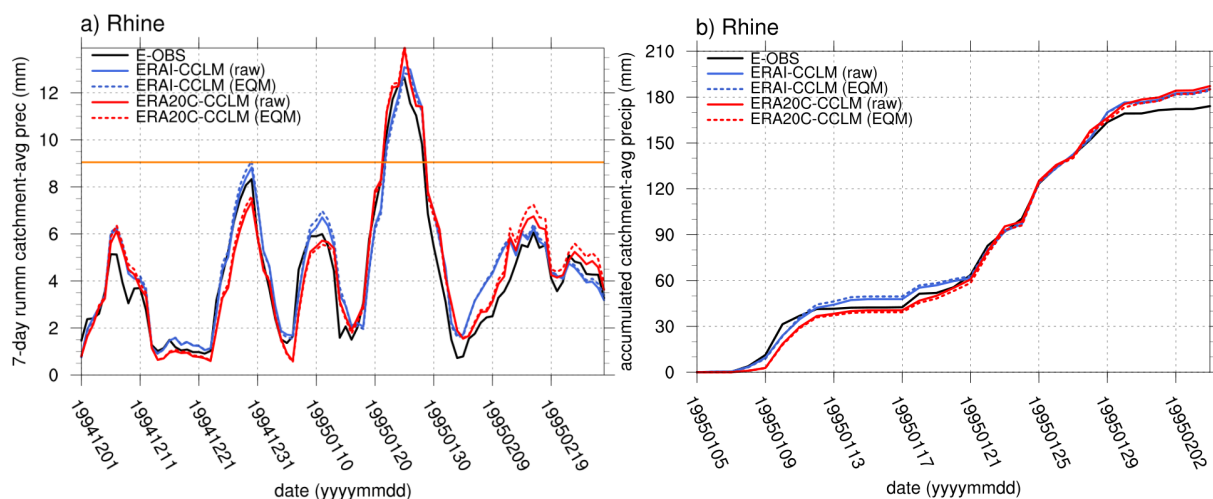 a) Rhine
E-OBS
ERAI-CCLM (raw)
ERAI-CCLM (EQM)
ERA20C-CCLM (raw)
ERA20C-CCLM (EQM)
7-day runmn catchment-avg prec (mm)
12
10
8
6
4
2
0
19941201
19941211
19941221
19941231
19950110
19950120
19950130
19950209
19950219
date (yyyymmdd)
b) Rhine
E-OBS
ERAI-CCLM (raw)
ERAI-CCLM (EQM)
ERA20C-CCLM (raw)
ERA20C-CCLM (EQM)
accumulated catchment-avg precip (mm)
210
180
150
120
90
60
30
0
19950105
19950109
19950113
19950117
19950121
19950125
19950129
19950202
date (yyyymmdd)